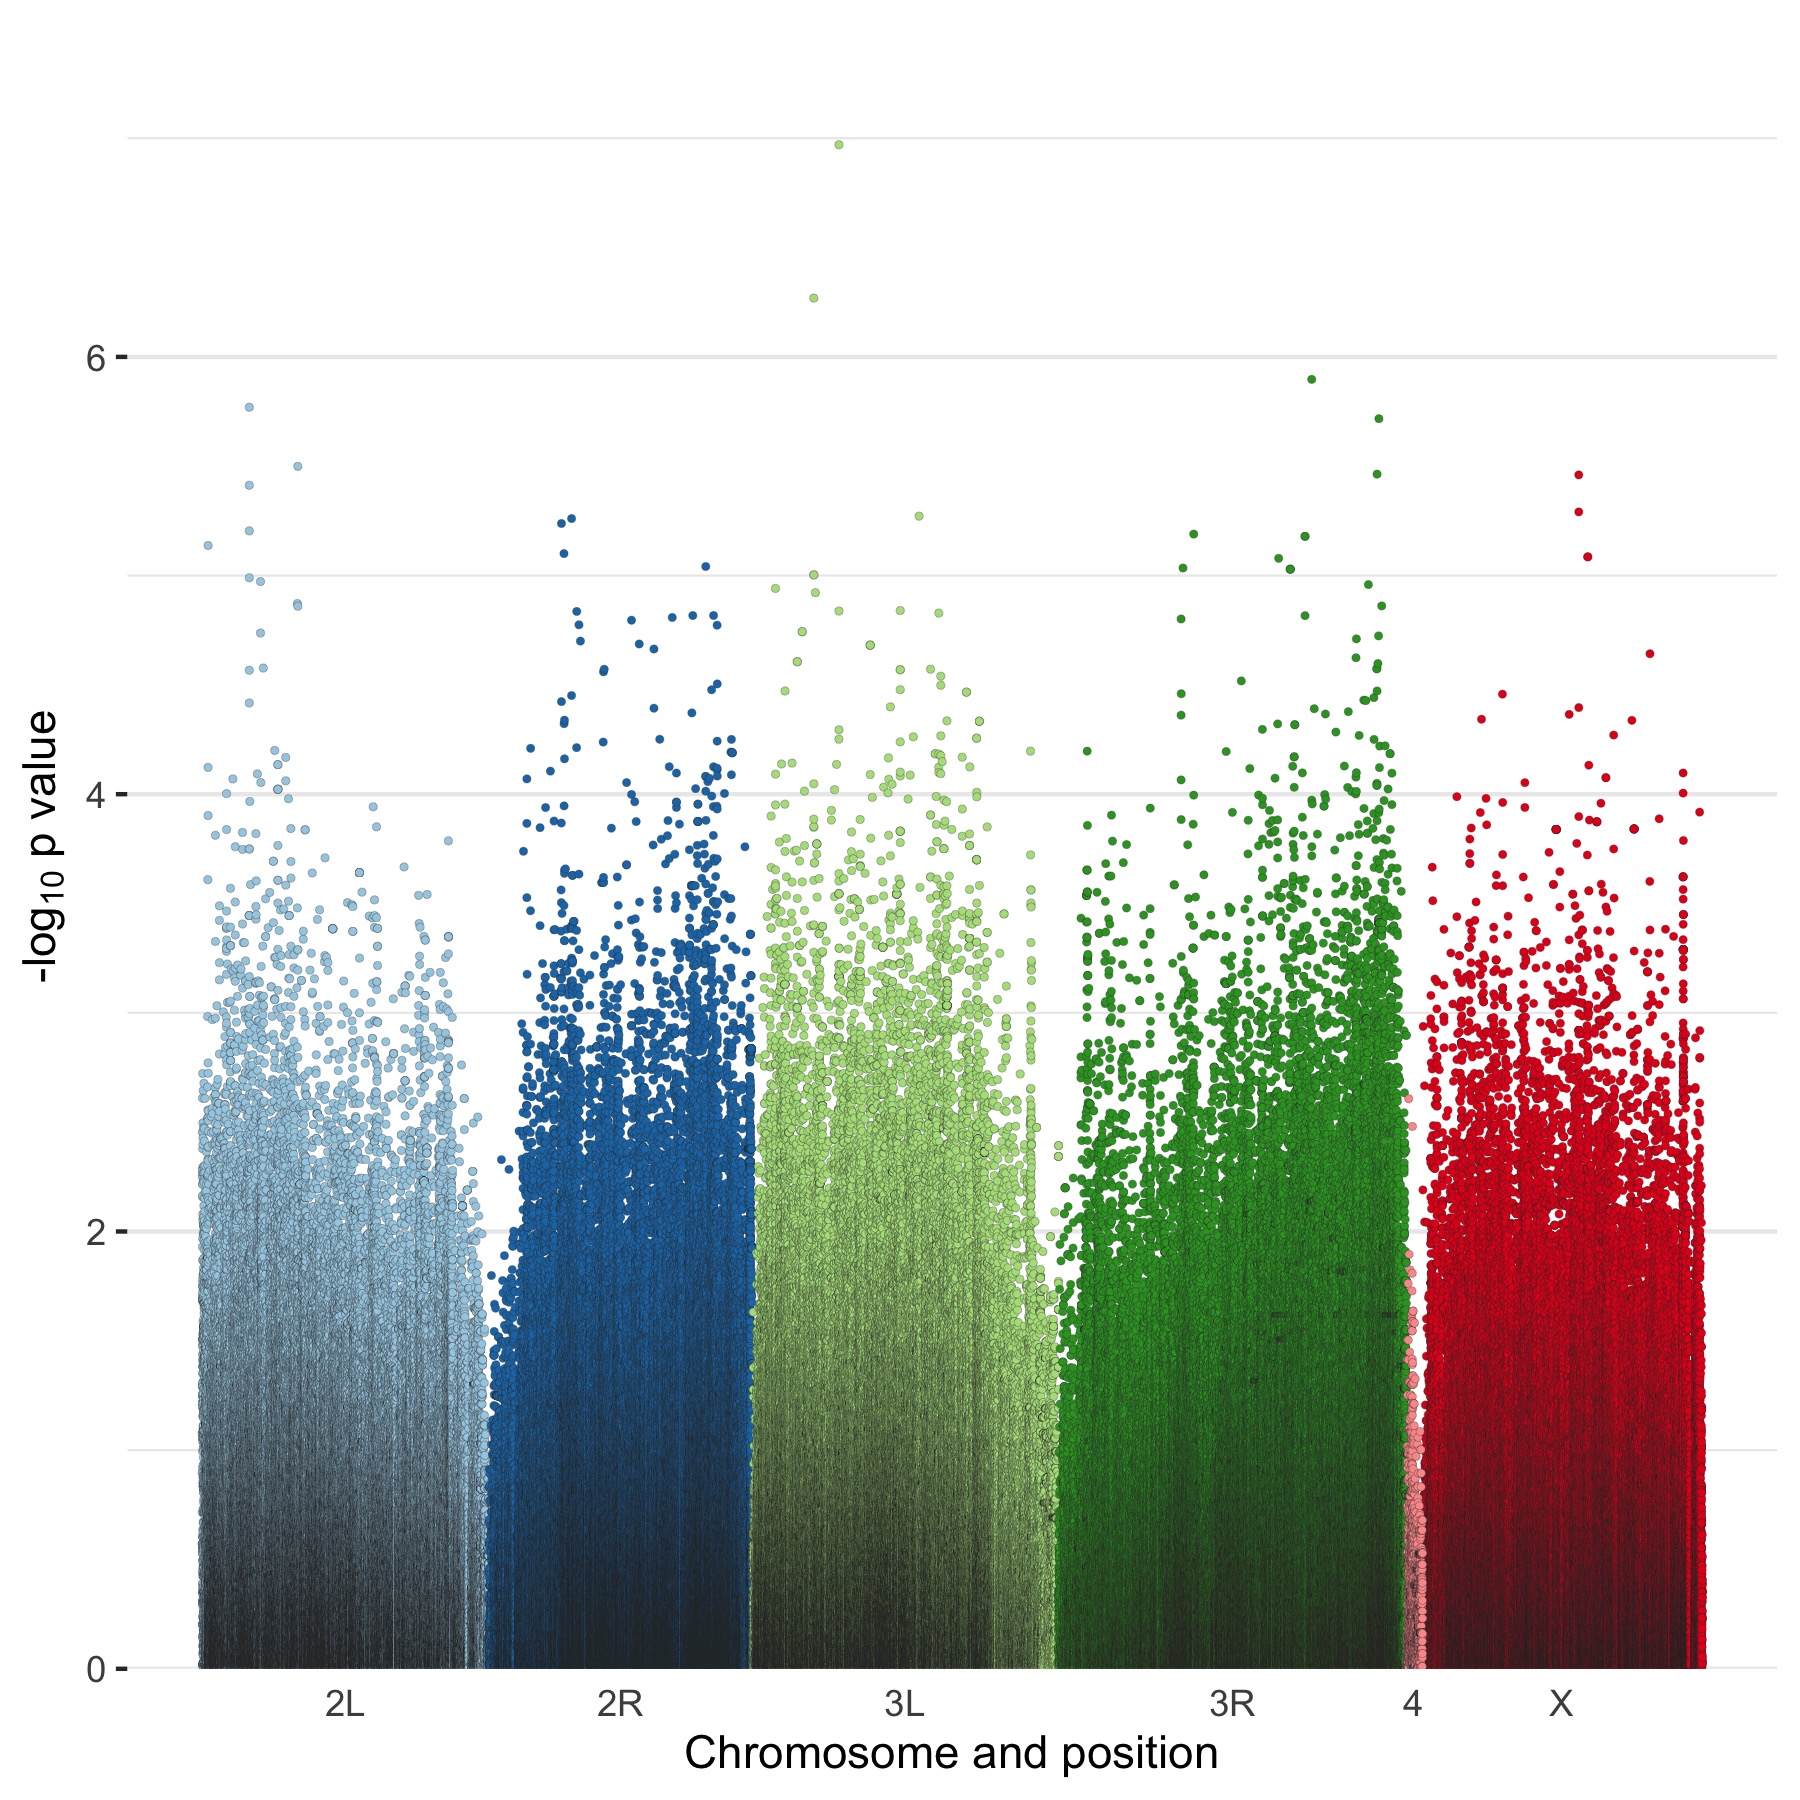 -log₁₀ p value
6
4
2
0
2L 2R 3L 3R 4 X
Chromosome and position